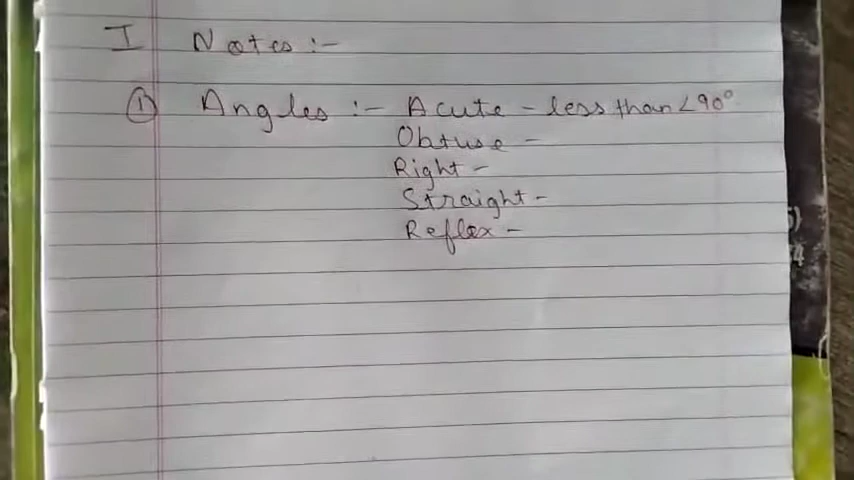 I Notes :-
① Angles :- Acute - less than < 90°
Obtuse -
Right -
Straight -
Reflex -